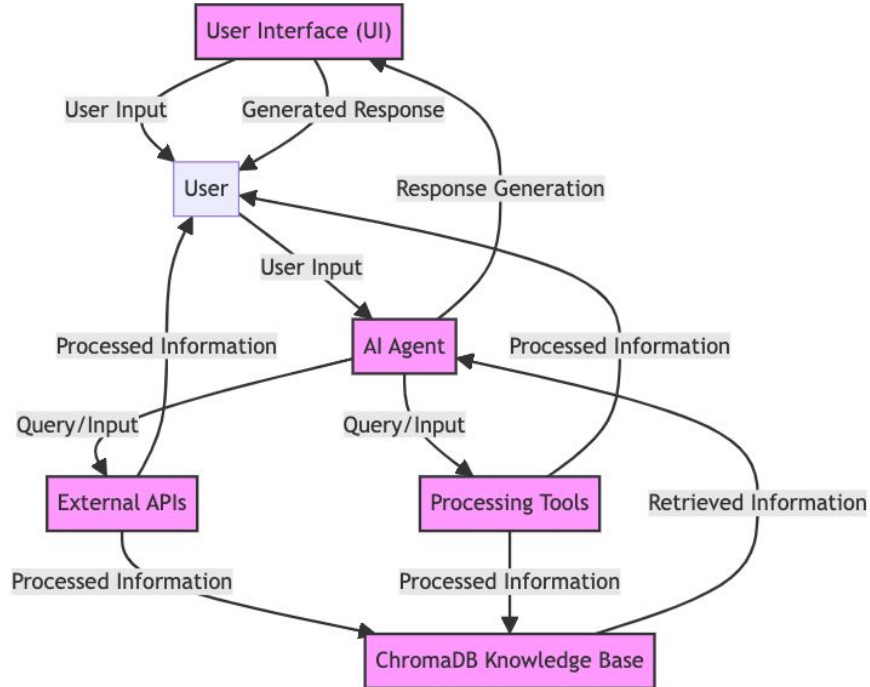 User Interface (UI)
User Input
Generated Response
User
Response Generation
User Input
Processed Information
AI Agent
Processed Information
Query/Input
Query/Input
External APIs
Processing Tools
Retrieved Information
Processed Information
Processed Information
ChromaDB Knowledge Base